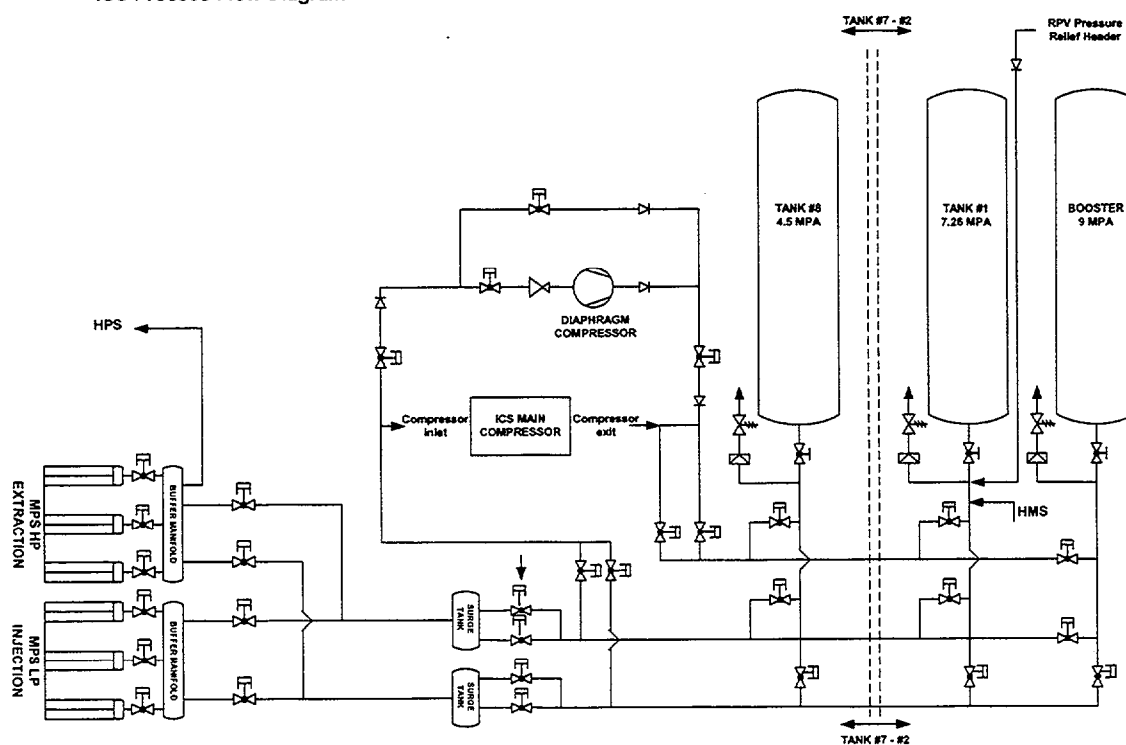 TANK #7 - #2
RPV Pressure
Relief Header
TANK #8
4.5 MPA
TANK #1
7.26 MPA
BOOSTER
9 MPA
DIAPHRAGM
COMPRESSOR
HPS
Compressor
inlet
ICS MAIN
COMPRESSOR
Compressor
exit
HMS
MPS HP
EXTRACTION
BUFFER MANIFOLD
MPS LP
INJECTION
BUFFER MANIFOLD
SURGE
TANK
SURGE
TANK
TANK #7 - #2